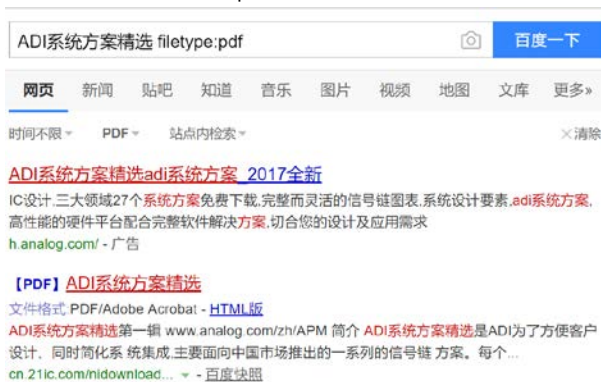 ADI系统方案精选 filetype:pdf 百度一下
网页 新闻 贴吧 知道 音乐 图片 视频 地图 文库 更多»
时间不限 PDF 站点内检索 ×清除
ADI系统方案精选adi系统方案_2017全新
IC设计.三大领域27个系统方案免费下载,完整而灵活的信号链图表.系统设计要素,adi系统方案,
高性能的硬件平台配合完整软件解决方案,切合您的设计及应用需求
h.analog.com/ - 广告
【PDF】ADI系统方案精选
文件格式:PDF/Adobe Acrobat - HTML版
ADI系统方案精选第一辑 www.analog.com/zh/APM 简介 ADI系统方案精选是ADI为了方便客户
设计、同时简化系 统集成,主要面向中国市场推出的一系列的信号链 方案。每个...
cn.21ic.com/nidownload... - 百度快照